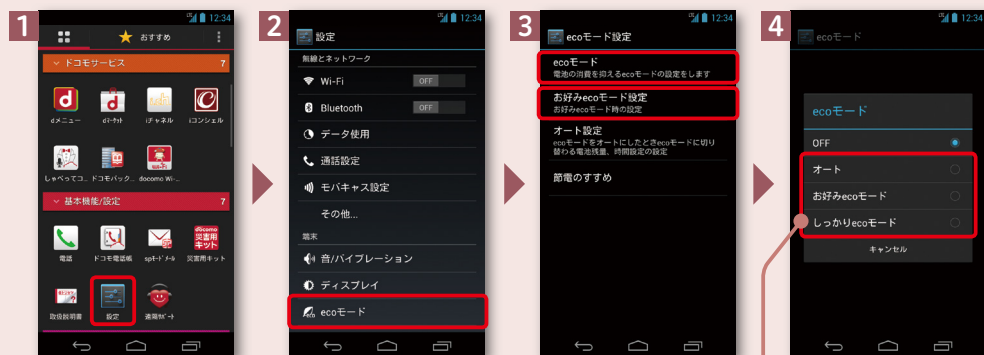 1
12:34
おすすめ
ドコモサービス 7
dメニュー dマーケット iチャネル iコンシェル
しゃべってコ... ドコモバック... docomo Wi-...
基本機能/設定 7
docomo
災害用
キット
電話 ドコモ電話帳 spモードメール 災害用キット
取扱説明書 設定 遠隔サポート
2
12:34
設定
無線とネットワーク
Wi-Fi OFF
Bluetooth OFF
データ使用
通話設定
モバキャス設定
その他...
端末
音/バイブレーション
ディスプレイ
ecoモード
3
12:34
ecoモード設定
ecoモード
電池の消費を抑えるecoモードの設定をします
お好みecoモード設定
お好みecoモード時の設定
オート設定
ecoモードをオートにしたときecoモードに切り
替わる電池残量、時間設定の設定
節電のすすめ
4
12:34
ecoモード
ecoモード
OFF
オート
お好みecoモード
しっかりecoモード
キャンセル